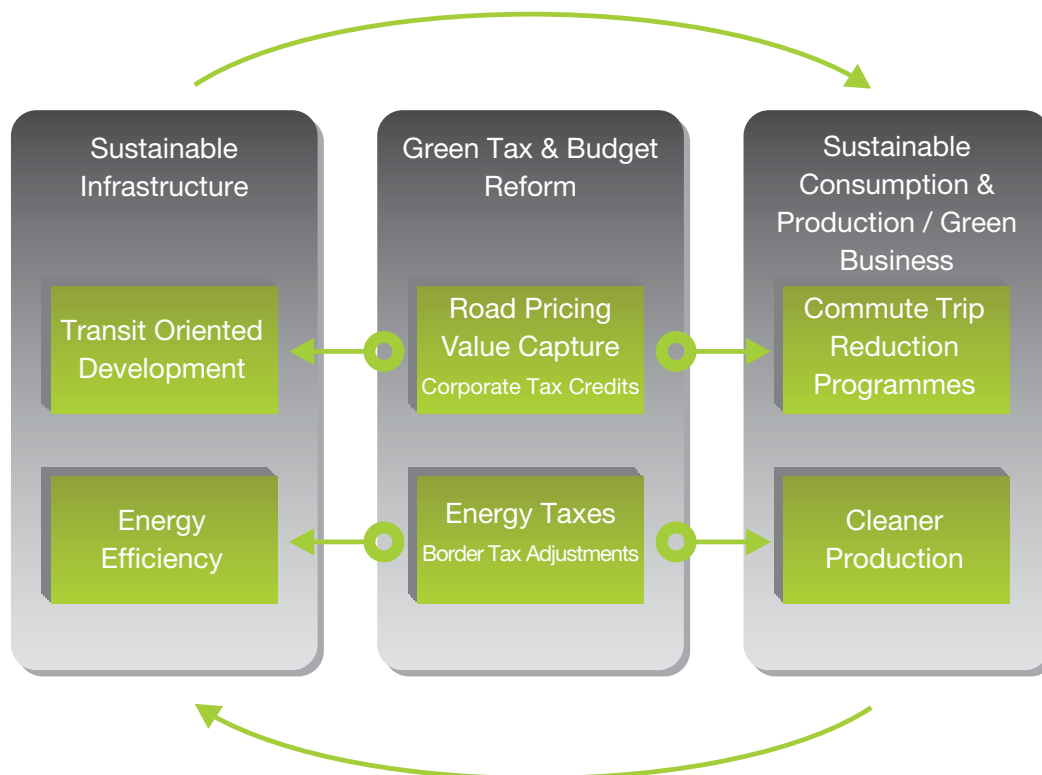 Sustainable
Infrastructure
Transit Oriented
Development
Energy
Efficiency
Green Tax & Budget
Reform
Road Pricing
Value Capture
Corporate Tax Credits
Energy Taxes
Border Tax Adjustments
Sustainable
Consumption &
Production / Green
Business
Commute Trip
Reduction
Programmes
Cleaner
Production